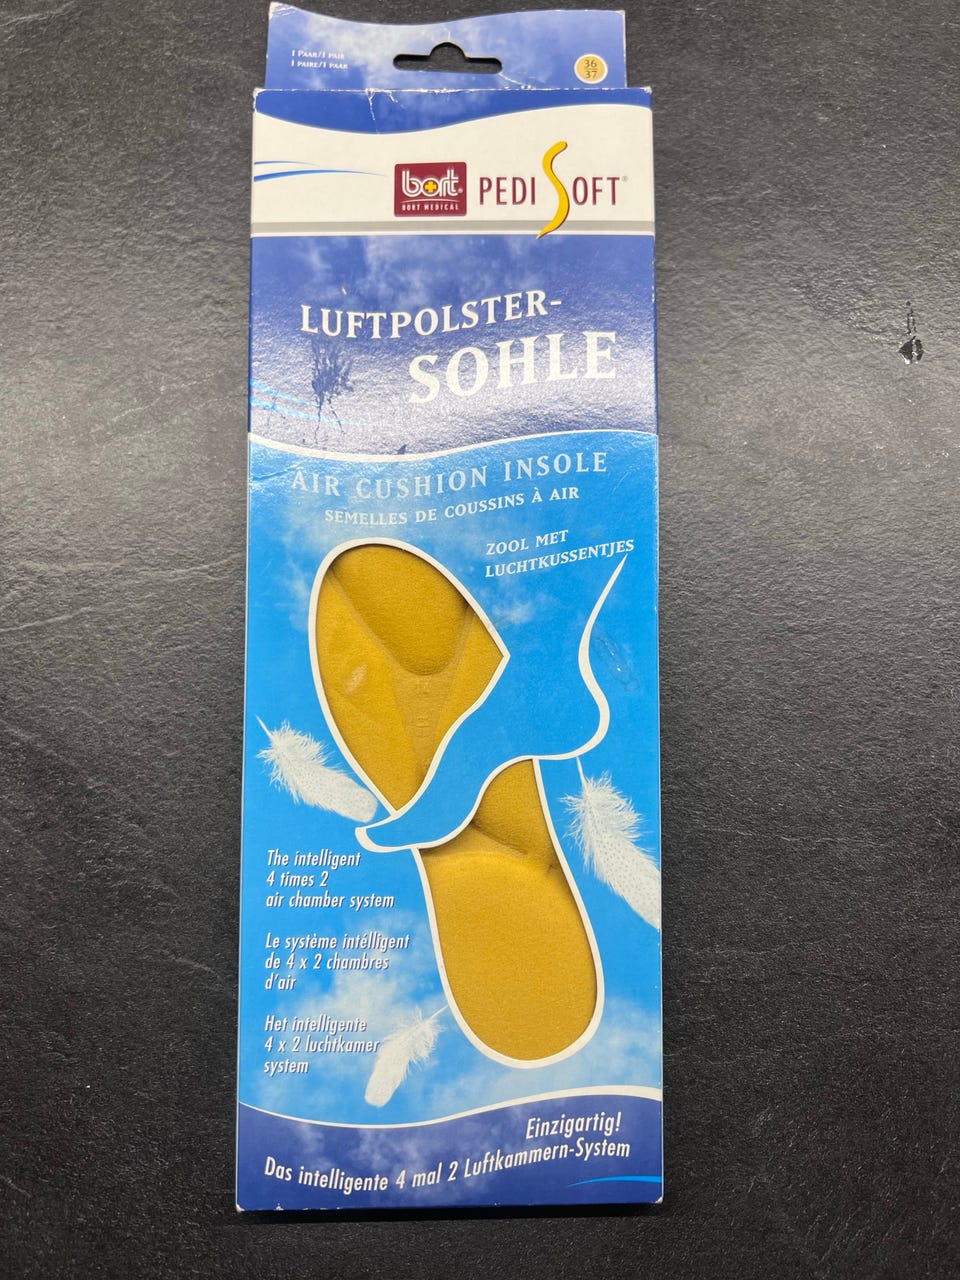 1 PAAR/1 PAIR
1 PAIRE/1 PAAR
36
37
bort®
BORT MEDICAL
PEDISOFT®
LUFTPOLSTER-
SOHLE
AIR CUSHION INSOLE
SEMELLES DE COUSSINS À AIR
ZOOL MET
LUCHTKUSSENTJES
The intelligent
4 times 2
air chamber system
Le système intélligent
de 4 x 2 chambres
d'air
Het intelligente
4 x 2 luchtkamer
system
Einzigartig!
Das intelligente 4 mal 2 Luftkammern-System